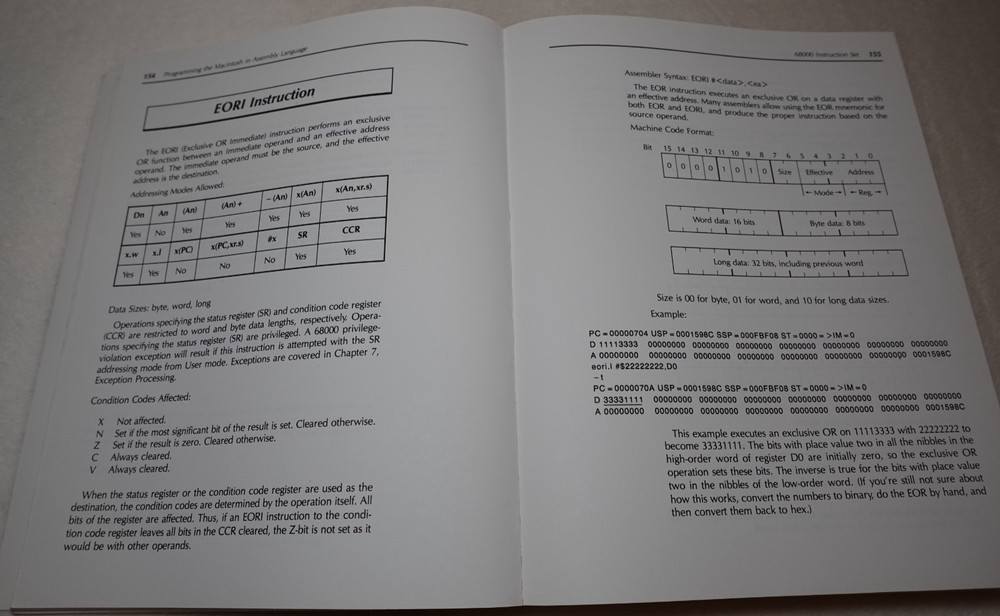 154 Programming the Macintosh in Assembly Language
EORI Instruction
The EORI (Exclusive OR Immediate) instruction performs an exclusive
OR function between an immediate operand and an effective address
operand. The immediate operand must be the source, and the effective
address is the destination.
Addressing Modes Allowed:
Dn An (An) (An)+ –(An) x(An) x(An,xr.s)
Yes No Yes Yes Yes Yes Yes
x.w x.l x(PC) x(PC,xr.s) #x SR CCR
Yes Yes No No No Yes Yes
Data Sizes: byte, word, long
Operations specifying the status register (SR) and condition code register
(CCR) are restricted to word and byte data lengths, respectively. Opera-
tions specifying the status register (SR) are privileged. A 68000 privilege-
violation exception will result if this instruction is attempted with the SR
addressing mode from User mode. Exceptions are covered in Chapter 7,
Exception Processing.
Condition Codes Affected:
X Not affected.
N Set if the most significant bit of the result is set. Cleared otherwise.
Z Set if the result is zero. Cleared otherwise.
C Always cleared.
V Always cleared.
When the status register or the condition code register are used as the
destination, the condition codes are determined by the operation itself. All
bits of the register are affected. Thus, if an EORI instruction to the condi-
tion code register leaves all bits in the CCR cleared, the Z-bit is not set as it
would be with other operands.
68000 Instruction Set 155
Assembler Syntax: EORI #<data>,<ea>
The EOR instruction executes an exclusive OR on a data register with
an effective address. Many assemblers allow using the EOR mnemonic for
both EOR and EORI, and produce the proper instruction based on the
source operand.
Machine Code Format:
Bit 15 14 13 12 11 10 9 8 7 6 5 4 3 2 1 0
0 0 0 0 1 0 1 0 Size Effective Address
←Mode→ ←Reg.→
Word data: 16 bits Byte data: 8 bits
Long data: 32 bits, including previous word
Size is 00 for byte, 01 for word, and 10 for long data sizes.
Example:
PC=00000704 USP=0001598C SSP=000FBF08 ST=0000=>IM=0
D 11113333 00000000 00000000 00000000 00000000 00000000 00000000 00000000
A 00000000 00000000 00000000 00000000 00000000 00000000 00000000 0001598C
eori.l #$22222222,D0
–t
PC=0000070A USP=0001598C SSP=000FBF08 ST=0000=>IM=0
D 33331111 00000000 00000000 00000000 00000000 00000000 00000000 00000000
A 00000000 00000000 00000000 00000000 00000000 00000000 00000000 0001598C
This example executes an exclusive OR on 11113333 with 22222222 to
become 33331111. The bits with place value two in all the nibbles in the
high-order word of register D0 are initially zero, so the exclusive OR
operation sets these bits. The inverse is true for the bits with place value
two in the nibbles of the low-order word. (If you're still not sure about
how this works, convert the numbers to binary, do the EOR by hand, and
then convert them back to hex.)